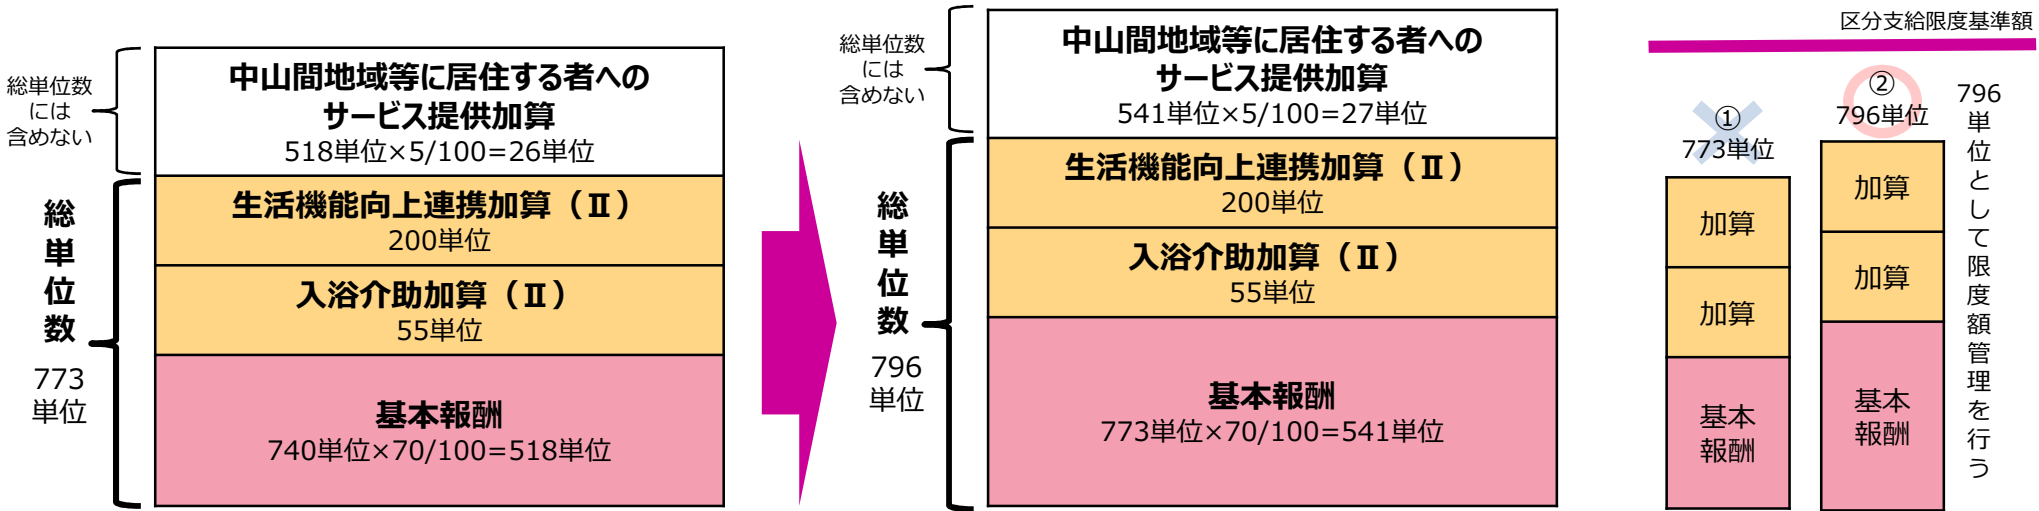 総単位数
には
含めない
中山間地域等に居住する者への
サービス提供加算
518単位×5/100=26単位
総単位数
773
単位
生活機能向上連携加算（Ⅱ）
200単位
入浴介助加算（Ⅱ）
55単位
基本報酬
740単位×70/100=518単位
総単位数
には
含めない
中山間地域等に居住する者への
サービス提供加算
541単位×5/100=27単位
総単位数
796
単位
生活機能向上連携加算（Ⅱ）
200単位
入浴介助加算（Ⅱ）
55単位
基本報酬
773単位×70/100=541単位
区分支給限度基準額
①
773単位
加算
加算
基本
報酬
②
796単位
加算
加算
基本
報酬
796単位として限度額管理を行う